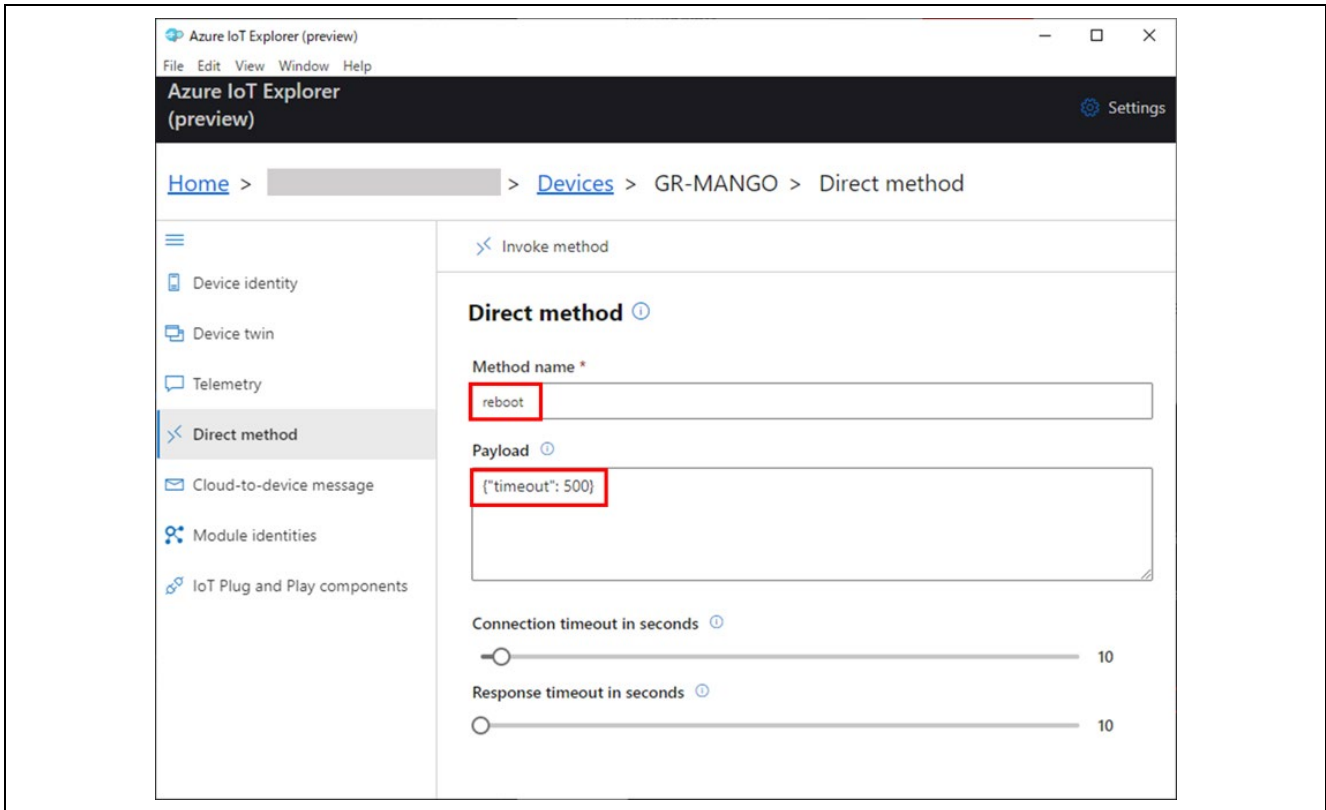 Azure IoT Explorer (preview)
File Edit View Window Help
Azure IoT Explorer
(preview)
Settings
Home > > Devices > GR-MANGO > Direct method
Invoke method
Device identity
Device twin
Telemetry
Direct method
Cloud-to-device message
Module identities
IoT Plug and Play components
Direct method
Method name *
reboot
Payload
{"timeout": 500}
Connection timeout in seconds
10
Response timeout in seconds
10